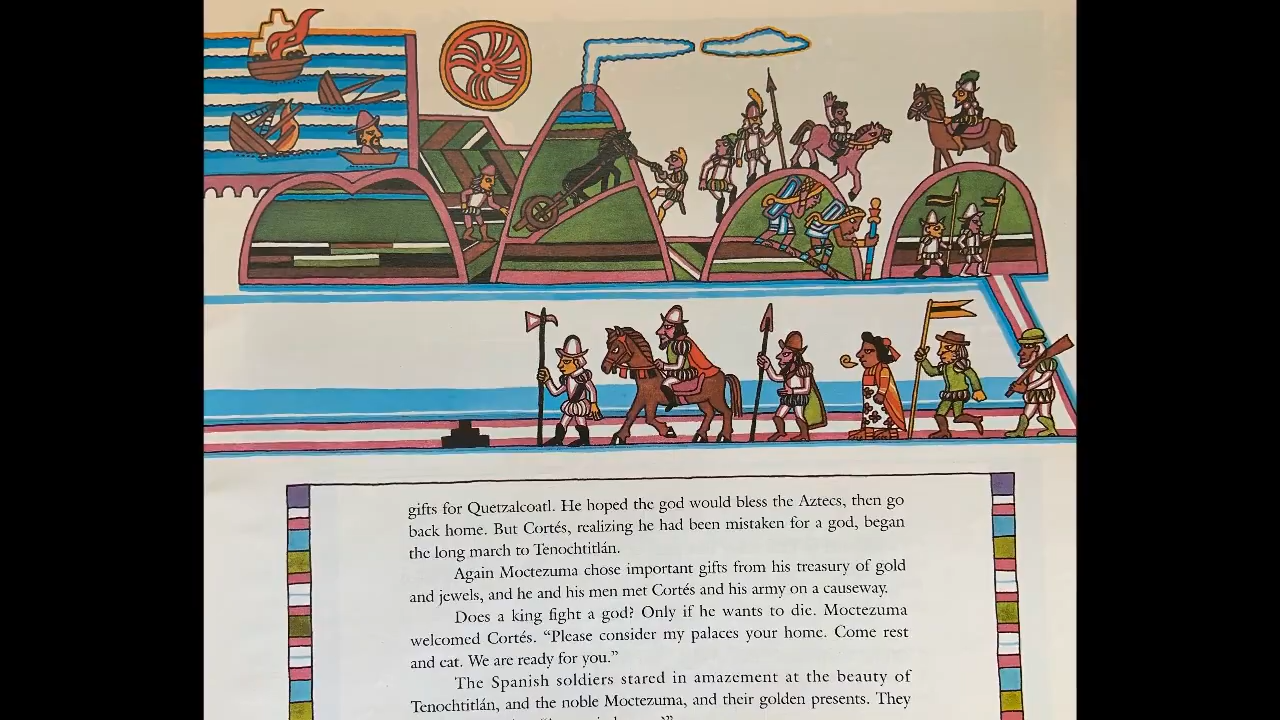 gifts for Quetzalcoatl. He hoped the god would bless the Aztecs, then go
back home. But Cortés, realizing he had been mistaken for a god, began
the long march to Tenochtitlán.
Again Moctezuma chose important gifts from his treasury of gold
and jewels, and he and his men met Cortés and his army on a causeway.
Does a king fight a god? Only if he wants to die. Moctezuma
welcomed Cortés. “Please consider my palaces your home. Come rest
and eat. We are ready for you.”
The Spanish soldiers stared in amazement at the beauty of
Tenochtitlán, and the noble Moctezuma, and their golden presents. They